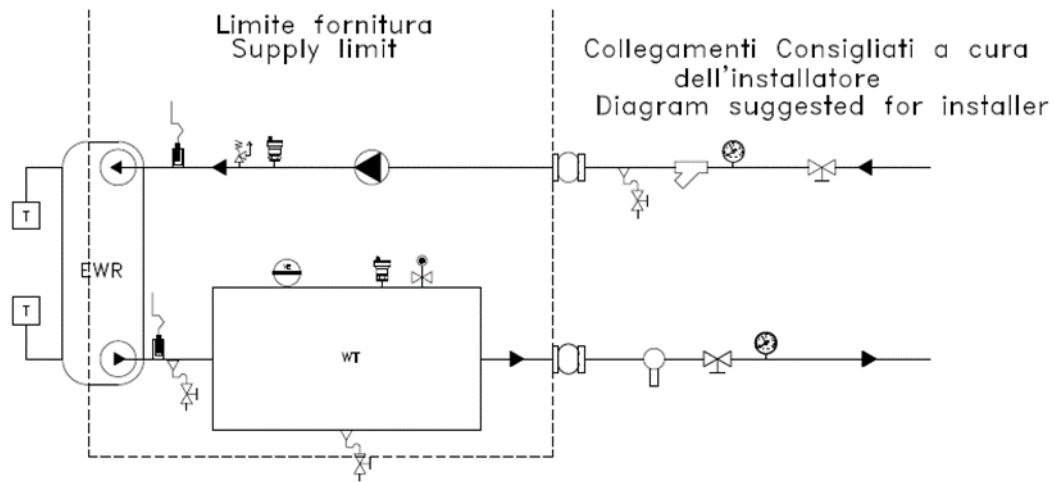 Limite fornitura
Supply limit
Collegamenti Consigliati a cura
dell'installatore
Diagram suggested for installer
T
EWR
T
WT